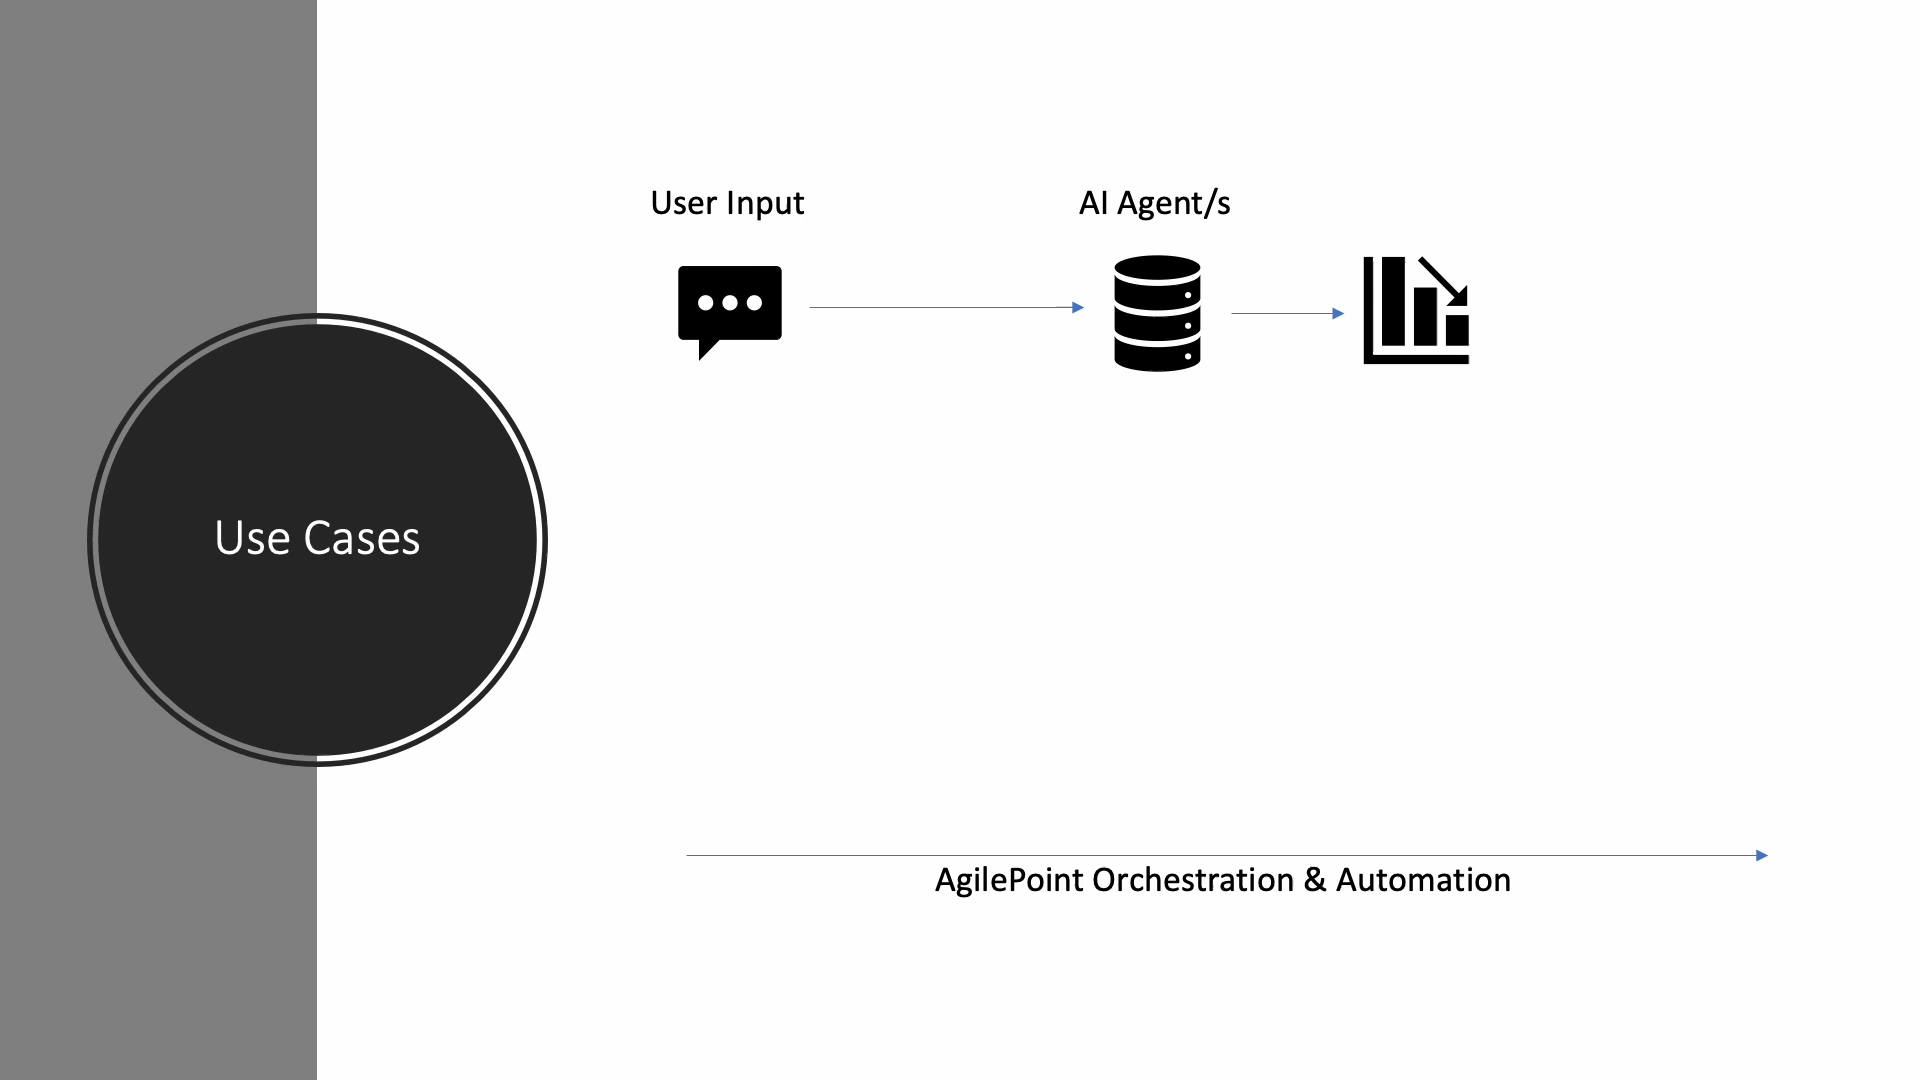 User Input
AI Agent/s
Use Cases
AgilePoint Orchestration & Automation